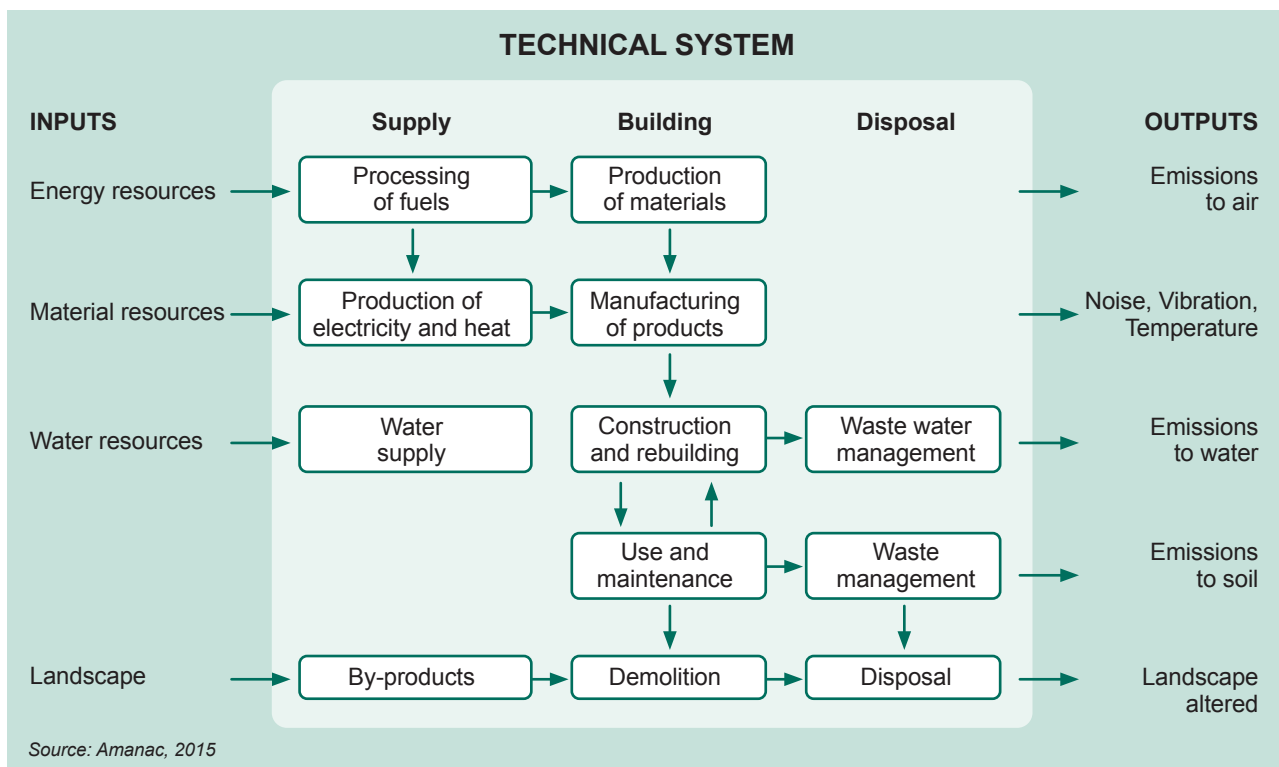 TECHNICAL SYSTEM
INPUTS
Supply
Building
Disposal
OUTPUTS
Energy resources
Processing
of fuels
Production
of materials
Emissions
to air
Material resources
Production of
electricity and heat
Manufacturing
of products
Noise, Vibration,
Temperature
Water resources
Water
supply
Construction
and rebuilding
Waste water
management
Emissions
to water
Use and
maintenance
Waste
management
Emissions
to soil
Landscape
By-products
Demolition
Disposal
Landscape
altered
Source: Amanac, 2015